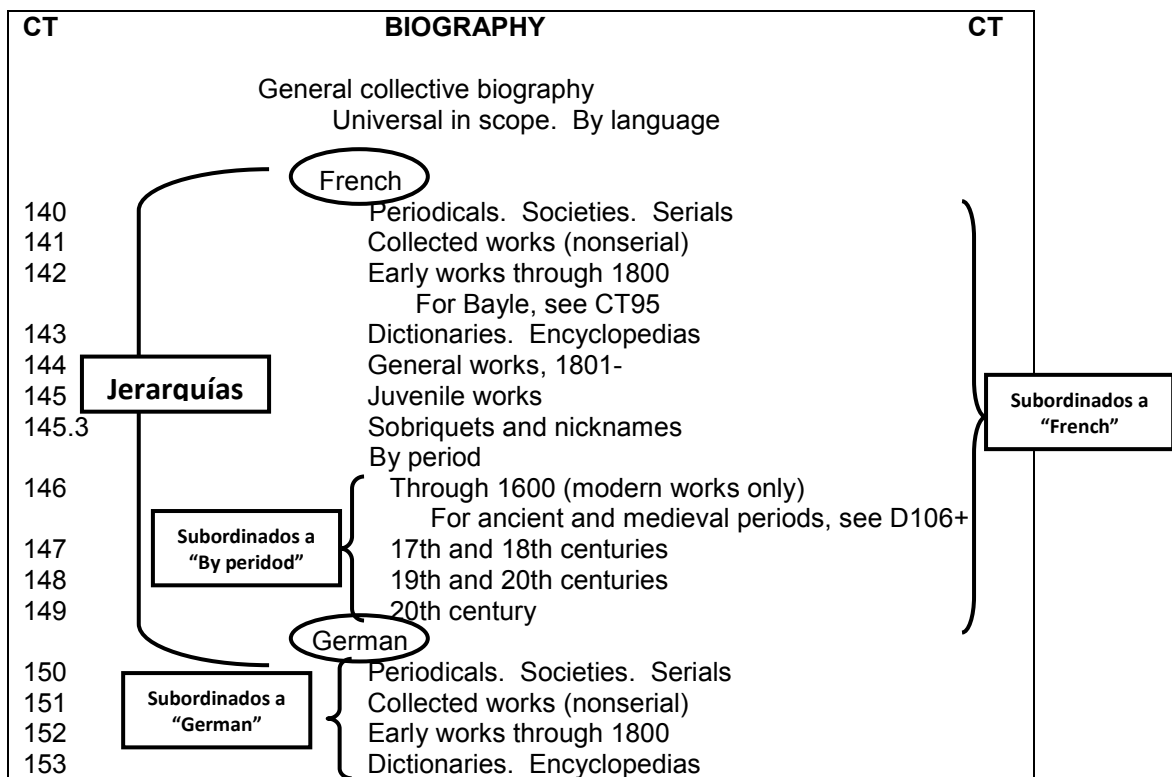 CT BIOGRAPHY CT
General collective biography
Universal in scope. By language
French
140 Periodicals. Societies. Serials
141 Collected works (nonserial)
142 Early works through 1800
For Bayle, see CT95
143 Dictionaries. Encyclopedias
144 General works, 1801-
Jerarquías
145 Juvenile works
145.3 Sobriquets and nicknames
Subordinados a
“French”
By period
146 Through 1600 (modern works only)
For ancient and medieval periods, see D106+
Subordinados a
“By peridod”
147 17th and 18th centuries
148 19th and 20th centuries
149 20th century
German
150 Periodicals. Societies. Serials
Subordinados a
“German”
151 Collected works (nonserial)
152 Early works through 1800
153 Dictionaries. Encyclopedias